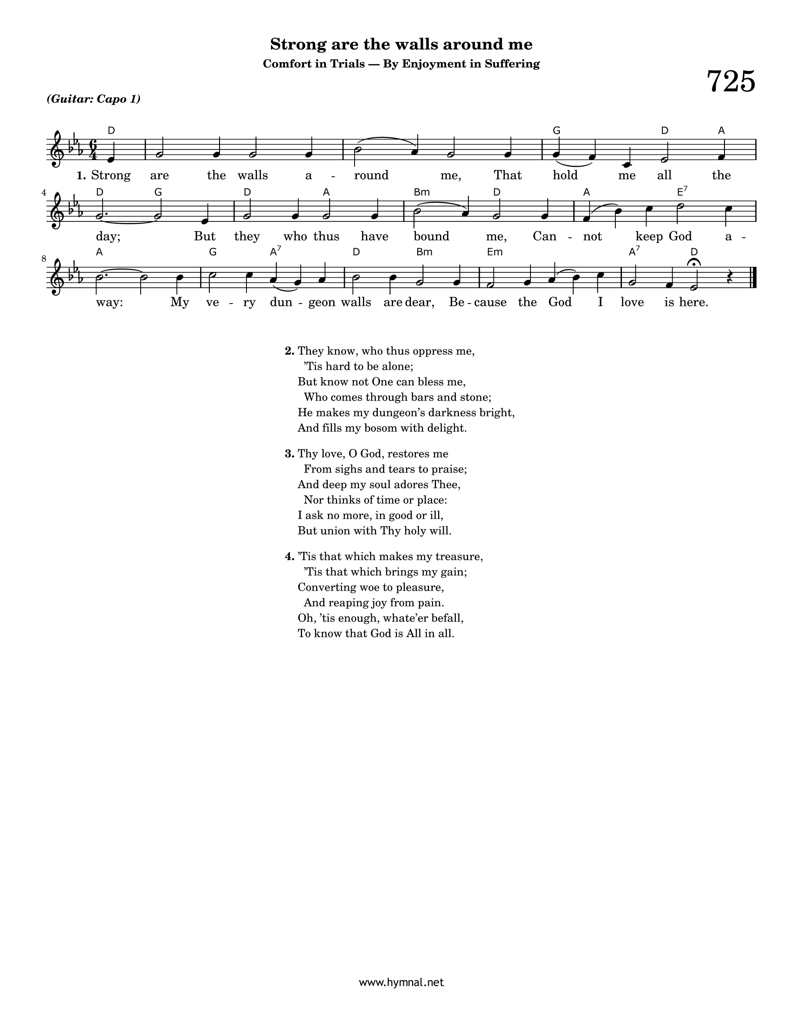 Strong are the walls around me
Comfort in Trials — By Enjoyment in Suffering
725
(Guitar: Capo 1)
D G D A
6 4
1. Strong are the walls a - round me, That hold me all the
4 D G D A Bm D A E7
day; But they who thus have bound me, Can - not keep God a -
8 A G A7 D Bm Em A7 D
way: My ve - ry dun - geon walls are dear, Be - cause the God I love is here.
2. They know, who thus oppress me,
’Tis hard to be alone;
But know not One can bless me,
Who comes through bars and stone;
He makes my dungeon’s darkness bright,
And fills my bosom with delight.
3. Thy love, O God, restores me
From sighs and tears to praise;
And deep my soul adores Thee,
Nor thinks of time or place:
I ask no more, in good or ill,
But union with Thy holy will.
4. ’Tis that which makes my treasure,
’Tis that which brings my gain;
Converting woe to pleasure,
And reaping joy from pain.
Oh, ’tis enough, whate’er befall,
To know that God is All in all.
www.hymnal.net